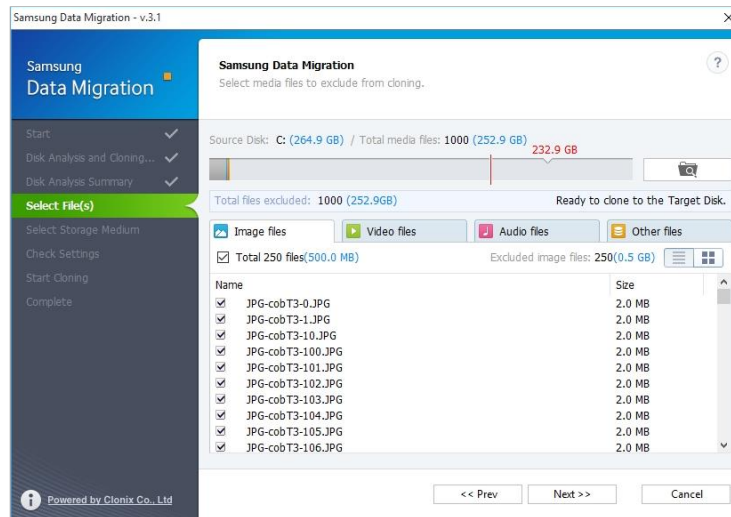 Samsung Data Migration - v.3.1
Samsung
Data Migration
Start
Disk Analysis and Cloning...
Disk Analysis Summary
Select File(s)
Select Storage Medium
Check Settings
Start Cloning
Complete
Powered by Clonix Co., Ltd
Samsung Data Migration
Select media files to exclude from cloning.
?
Source Disk: C: (264.9 GB) / Total media files: 1000 (252.9 GB)
232.9 GB
Total files excluded: 1000 (252.9GB) Ready to clone to the Target Disk.
Image files Video files Audio files Other files
Total 250 files(500.0 MB) Excluded image files: 250(0.5 GB)
Name Size
JPG-cobT3-0.JPG 2.0 MB
JPG-cobT3-1.JPG 2.0 MB
JPG-cobT3-10.JPG 2.0 MB
JPG-cobT3-100.JPG 2.0 MB
JPG-cobT3-101.JPG 2.0 MB
JPG-cobT3-102.JPG 2.0 MB
JPG-cobT3-103.JPG 2.0 MB
JPG-cobT3-104.JPG 2.0 MB
JPG-cobT3-105.JPG 2.0 MB
JPG-cobT3-106.JPG 2.0 MB
<< Prev Next >> Cancel